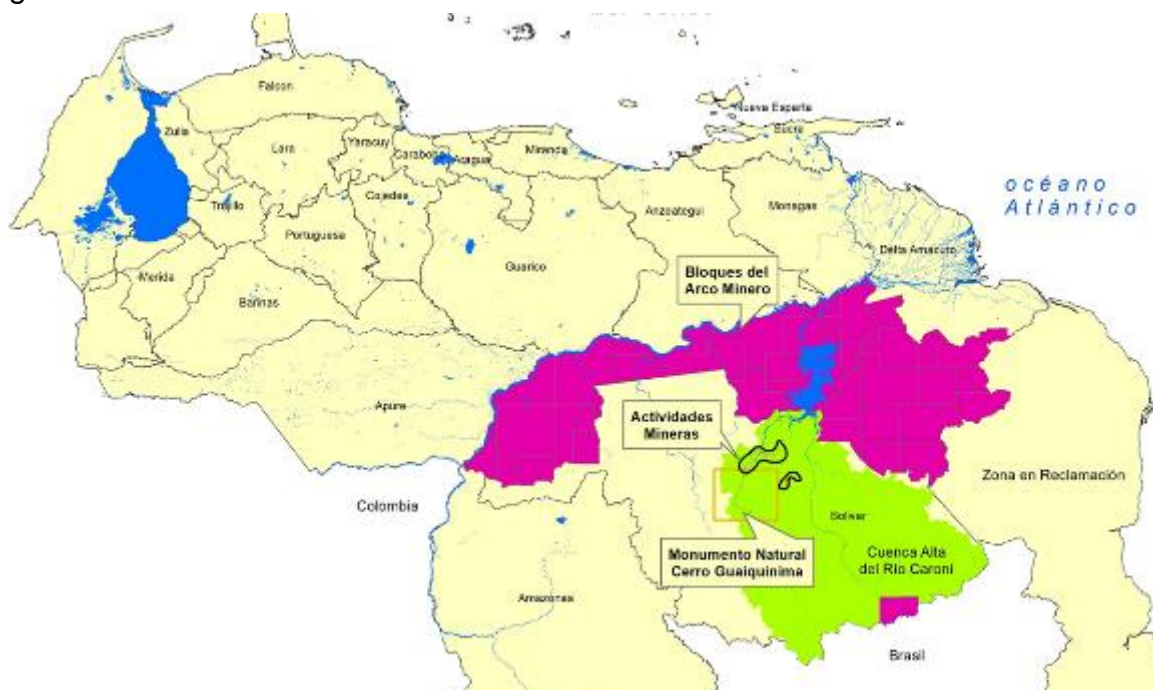 Falcon
Nueva Esparta
Sucre
Zulia
Lara
Yaracuy
Carabobo
Aragua
Miranda
océano
Atlántico
Trujillo
Cojedes
Anzoategui
Monagas
Portuguesa
Guarico
Delta Amacuro
Merida
Barinas
Bloques del
Arco Minero
Apure
Actividades
Mineras
Zona en Reclamación
Colombia
Bolivar
Monumento Natural
Cerro Guaiquinima
Cuenca Alta
del Río Caroni
Amazonas
Brasil